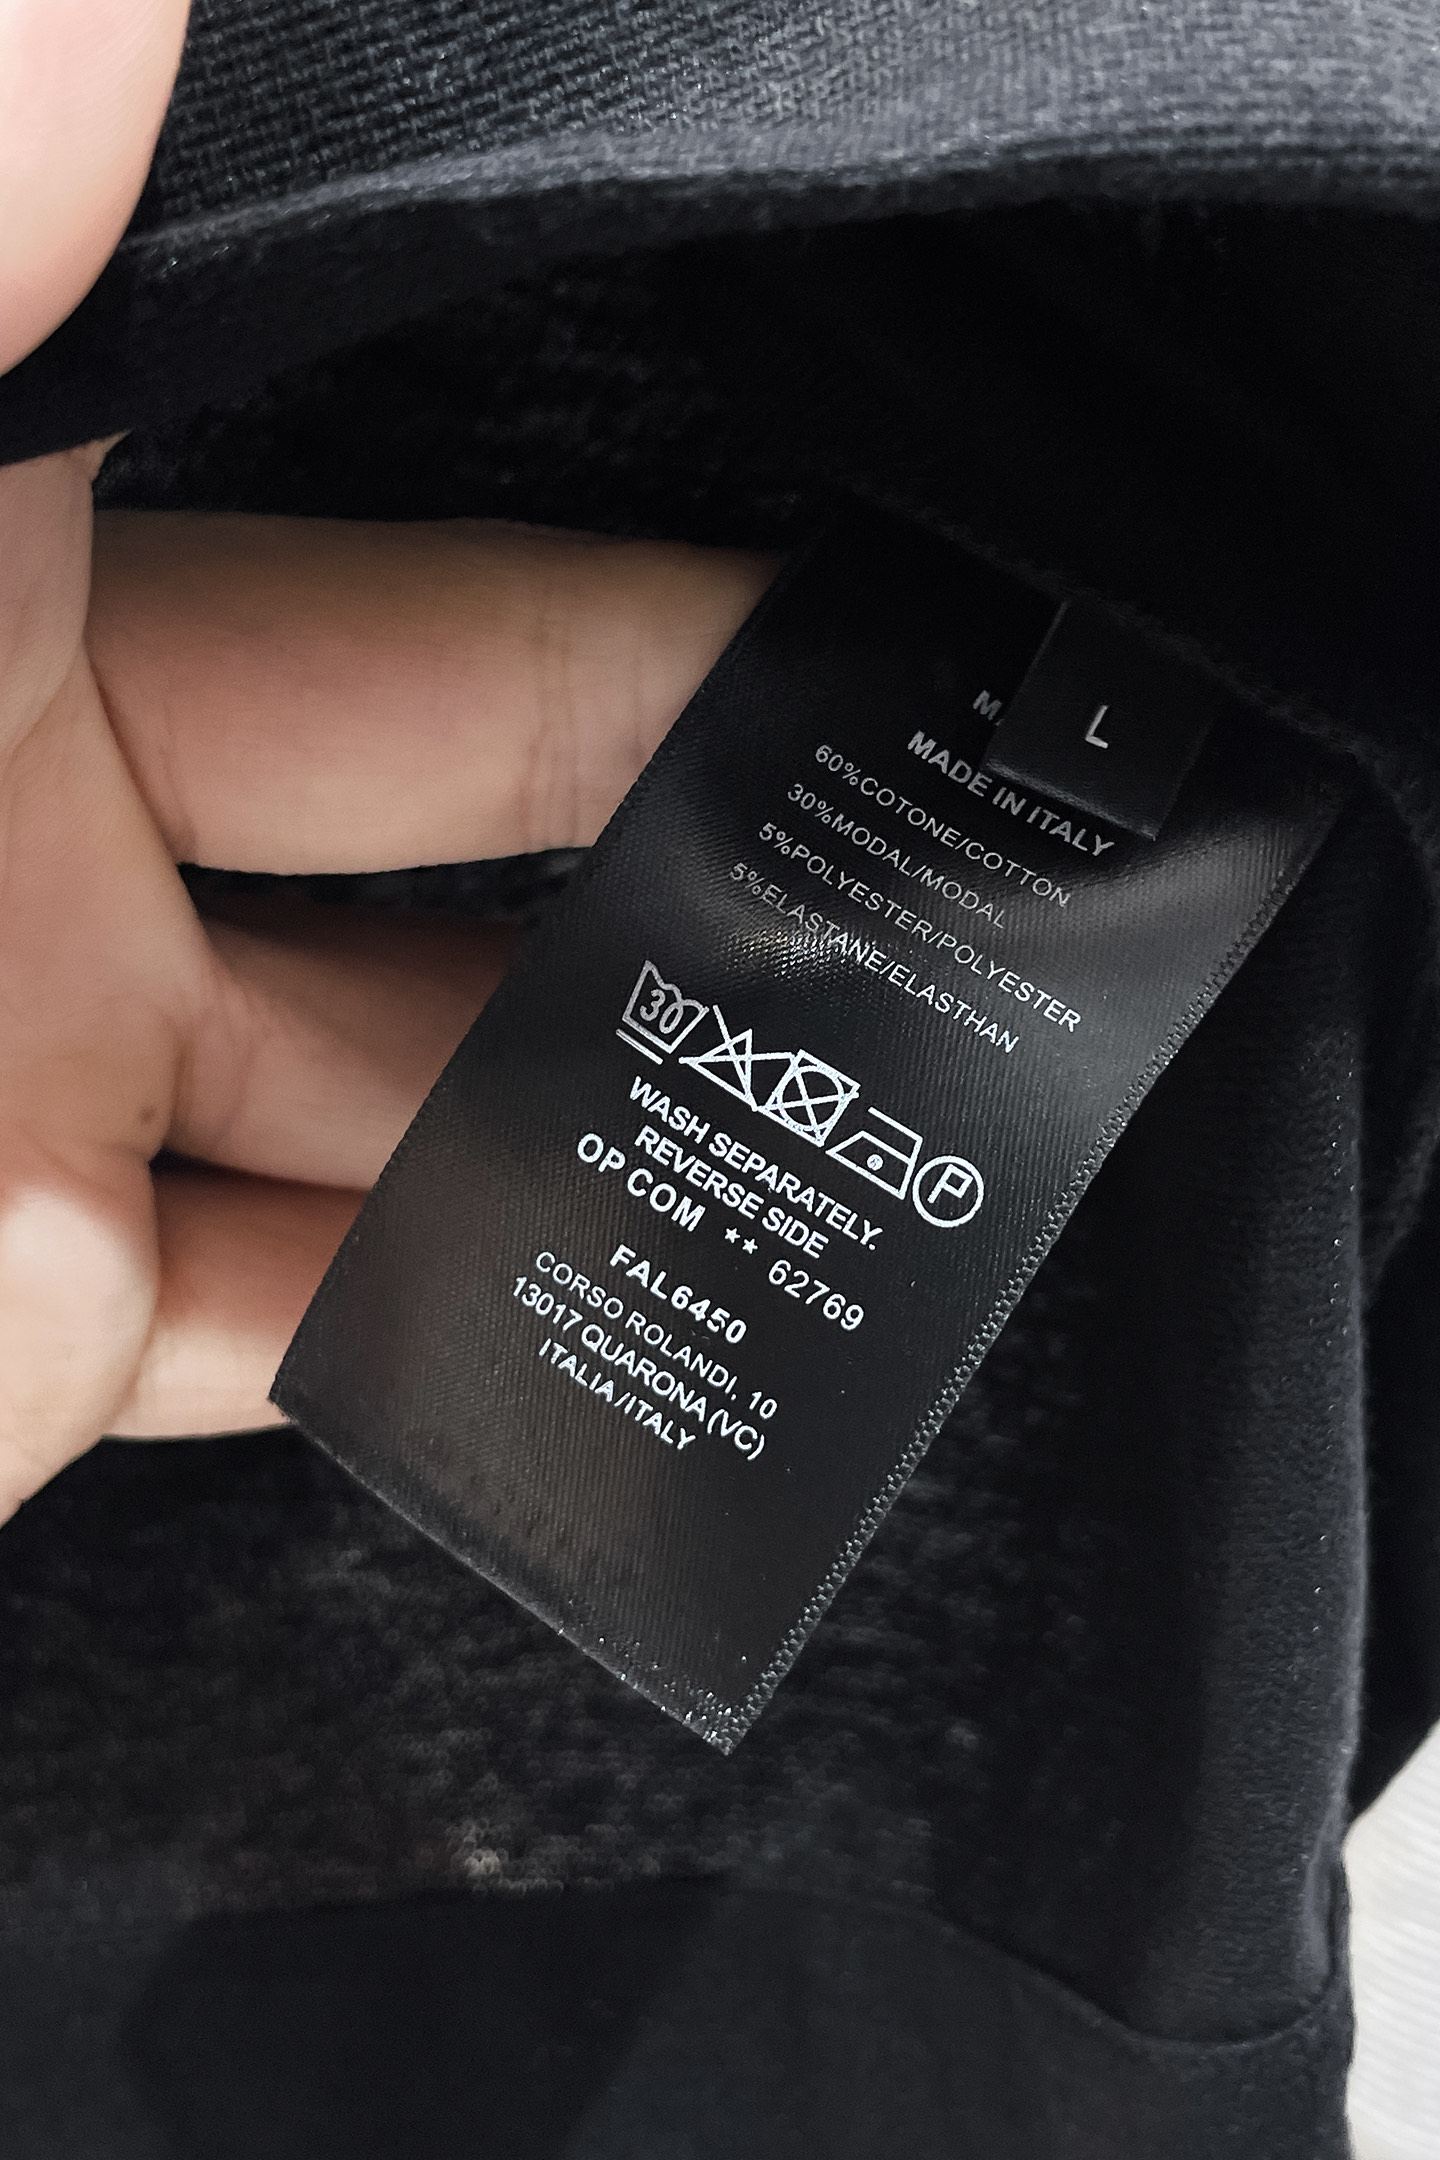 L
MADE IN ITALY
60%COTONE/COTTON
30%MODAL/MODAL
5%POLYESTER/POLYESTER
5%ELASTANE/ELASTHAN
30
P
WASH SEPARATELY.
REVERSE SIDE
OP COM ** 62769
FAL6450
CORSO ROLANDI, 10
13017 QUARONA(VC)
ITALIA/ITALY